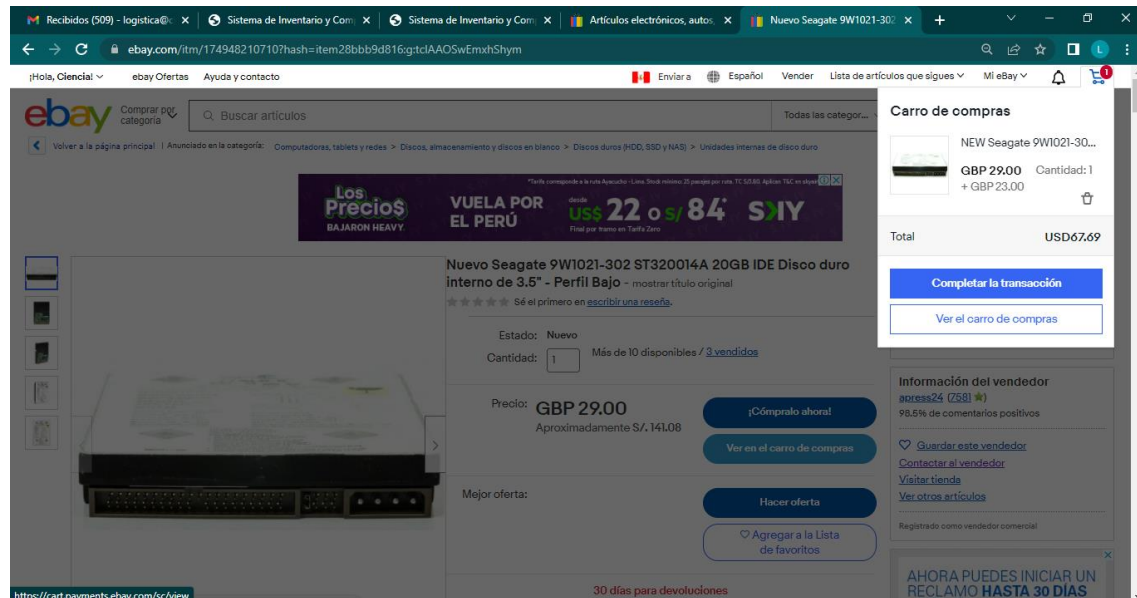 Recibidos (509) - logistica@c
Sistema de Inventario y Com
Sistema de Inventario y Com
Artículos electrónicos, autos,
Nuevo Seagate 9W1021-302
ebay.com/itm/174948210710?hash=item28bbb9d816:g:tclAAOSwEmxhShym
L
¡Hola, Ciencia!
ebay Ofertas
Ayuda y contacto
Enviar a
Español
Vender
Lista de artículos que sigues
Mi eBay
1
ebay
Comprar por categoría
Buscar artículos
Todas las categor...
Volver a la página principal | Anunciado en la categoría: Computadoras, tablets y redes > Discos, almacenamiento y discos en blanco > Discos duros (HDD, SSD y NAS) > Unidades internas de disco duro
Carro de compras
NEW Seagate 9W1021-30...
GBP 29.00 Cantidad: 1
+ GBP 23.00
Total USD67.69
Completar la transacción
Ver el carro de compras
Los
Precio$
BAJARON HEAVY
VUELA POR
EL PERÚ
desde
US$ 22 o S/ 84
Final por tramo en Tarifa Zero
SKY
Nuevo Seagate 9W1021-302 ST320014A 20GB IDE Disco duro
interno de 3.5" - Perfil Bajo - mostrar título
original
Sé el primero en escribir una reseña.
Estado: Nuevo
Cantidad: 1 Más de 10 disponibles / 3 vendidos
Precio: GBP 29.00
Aproximadamente S/. 141.08
¡Cómpralo ahora!
Ver en el carro de compras
Mejor oferta:
Hacer oferta
Agregar a la Lista
de favoritos
30 días para devoluciones
Información del vendedor
apress24 (7581)
98.5% de comentarios positivos
Guardar este vendedor
Contactar al vendedor
Visitar tienda
Ver otros artículos
Registrado como vendedor comercial
AHORA PUEDES INICIAR UN
RECLAMO HASTA 30 DÍAS
https://cart.payments.ebay.com/sc/view